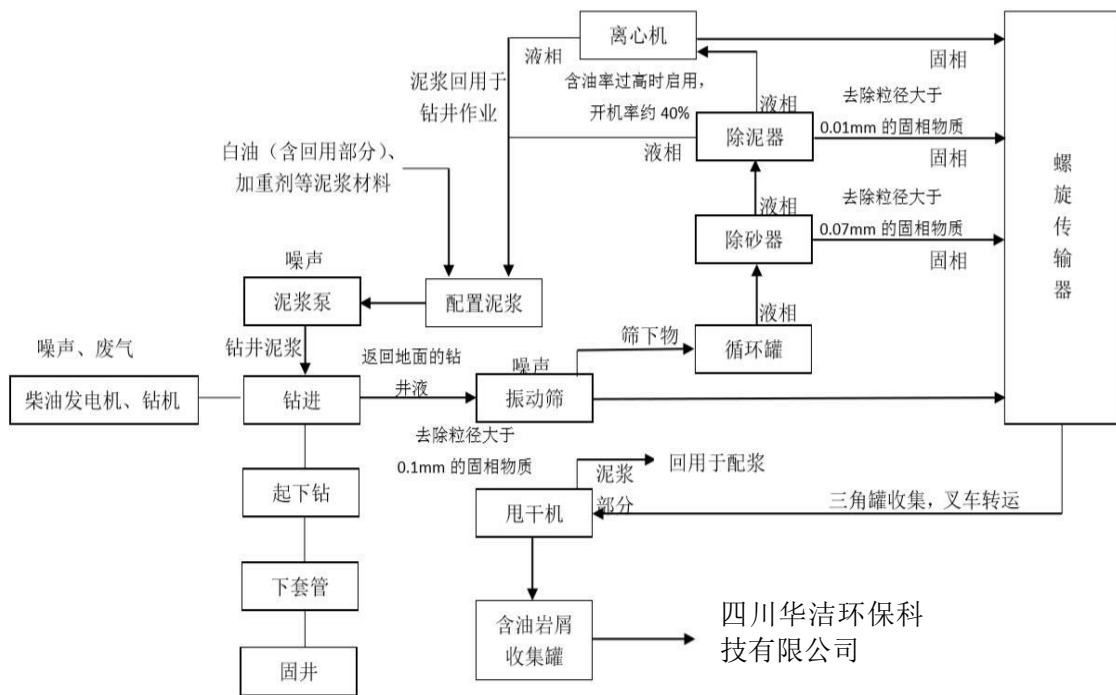 离心机
液相
固相
泥浆回用于
钻井作业
含油率过高时启用，
开机率约 40%
液相
去除粒径大于
0.01mm 的固相物质
除泥器
液相
固相
白油（含回用部分）、
加重剂等泥浆材料
液相
去除粒径大于
0.07mm 的固相物质
除砂器
固相
螺旋传输器
噪声
泥浆泵
配置泥浆
液相
筛下物
循环罐
噪声、废气
钻井泥浆
返回地面的钻
井液
噪声
柴油发电机、钻机
钻进
振动筛
去除粒径大于
0.1mm 的固相物质
泥浆
部分
回用于配浆
起下钻
甩干机
三角罐收集，叉车转运
下套管
含油岩屑
收集罐
四川华洁环保科
技有限公司
固井